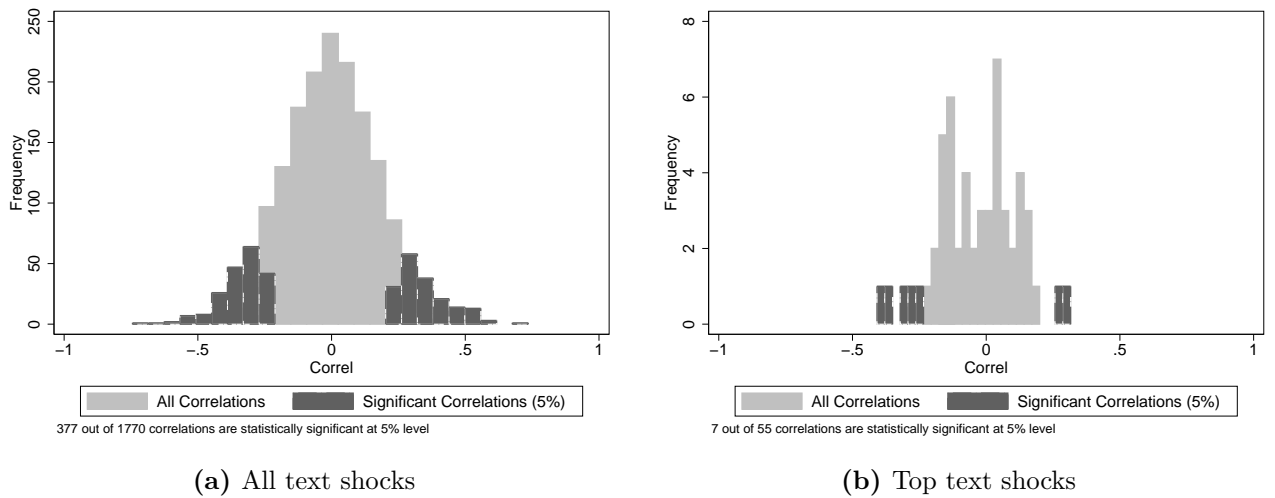 250
200
150
100
50
0
Frequency
−1
−.5
0
.5
1
Correl
All Correlations
Significant Correlations (5%)
377 out of 1770 correlations are statistically significant at 5% level
(a) All text shocks
8
6
4
2
0
Frequency
−1
−.5
0
.5
1
Correl
All Correlations
Significant Correlations (5%)
7 out of 55 correlations are statistically significant at 5% level
(b) Top text shocks